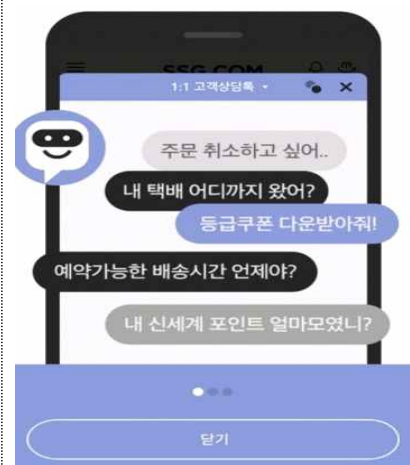 SSG.COM
1:1 고객상담톡
주문 취소하고 싶어..
내 택배 어디까지 왔어?
등급쿠폰 다운받아줘!
예약가능한 배송시간 언제야?
내 신세계 포인트 얼마모였니?
닫기